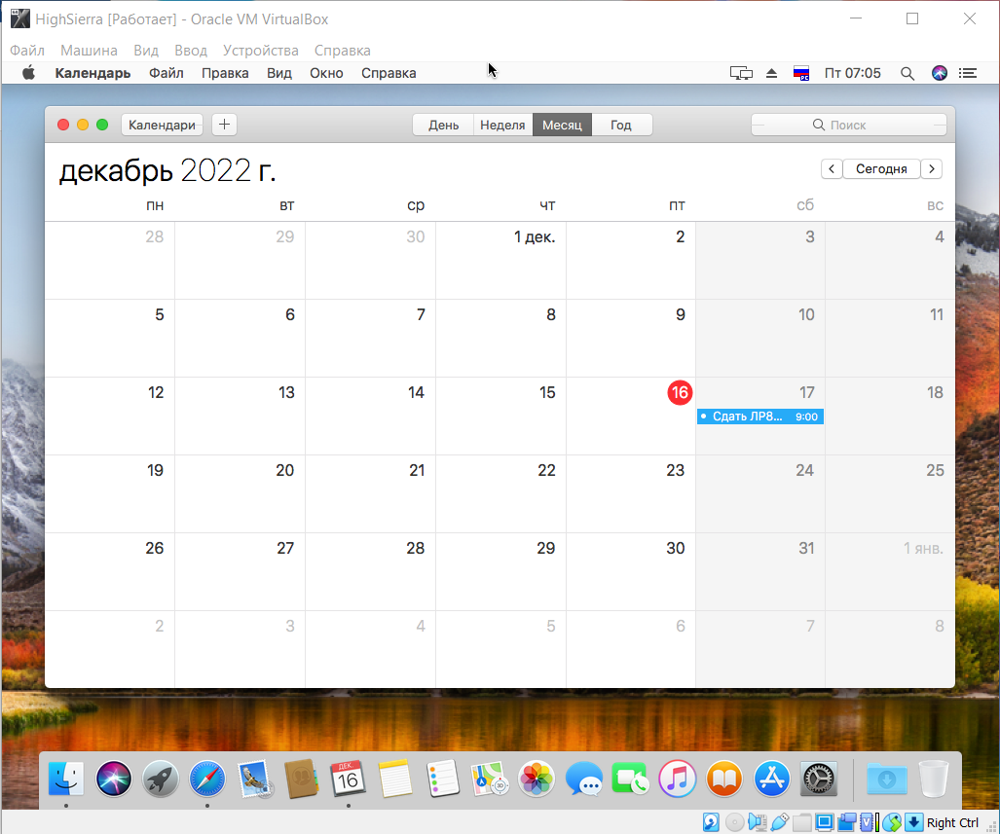 HighSierra [Работает] - Oracle VM VirtualBox
Файл Машина Вид Ввод Устройства Справка
Календарь Файл Правка Вид Окно Справка Пт 07:05
Календари + День Неделя Месяц Год Поиск
декабрь 2022 г. < Сегодня >
пн вт ср чт пт сб вс
28 29 30 1 дек. 2 3 4
5 6 7 8 9 10 11
12 13 14 15 16 17 18
Сдать ЛР8... 9:00
19 20 21 22 23 24 25
26 27 28 29 30 31 1 янв.
2 3 4 5 6 7 8
ДЕК.
16
Right Ctrl